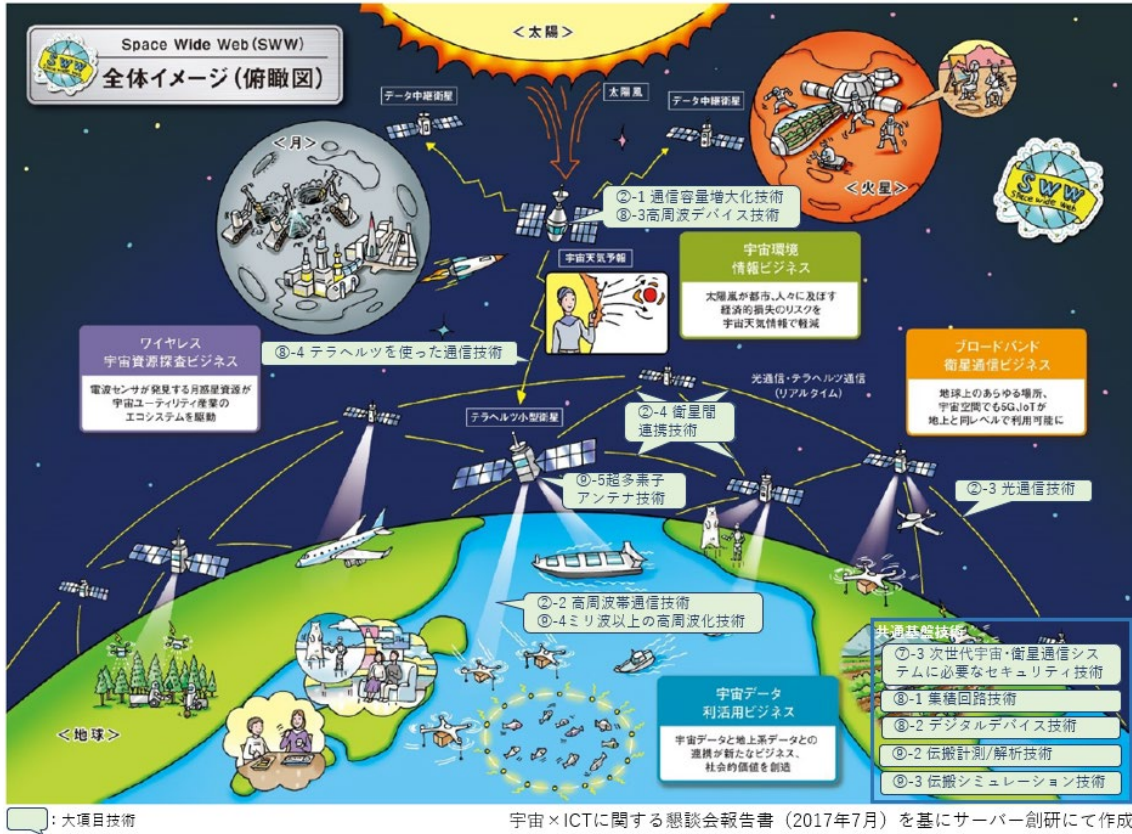 Space Wide Web(SWW)
全体イメージ(俯瞰図)
SWW
Space Wide Web
<太陽>
データ中継衛星
太陽風
データ中継衛星
<月>
<火星>
SWW
Space Wide Web
②-1 通信容量増大化技術
⑧-3高周波デバイス技術
宇宙天気予報
宇宙環境
情報ビジネス
太陽嵐が都市、人々に及ぼす
経済的損失のリスクを
宇宙天気情報で軽減
ワイヤレス
宇宙資源探査ビジネス
電波センサが発見する月惑星資源が
宇宙ユーティリティ産業の
エコシステムを駆動
⑧-4 テラヘルツを使った通信技術
ブロードバンド
衛星通信ビジネス
地球上のあらゆる場所、
宇宙空間でも5G、IoTが
地上と同レベルで利用可能に
光通信・テラヘルツ通信
(リアルタイム)
テラヘルツ小型衛星
②-4 衛星間
連携技術
⑨-5超多素子
アンテナ技術
②-3 光通信技術
②-2 高周波帯通信技術
⑨-4ミリ波以上の高周波化技術
共通基盤技術
⑦-3 次世代宇宙・衛星通信シス
テムに必要なセキュリティ技術
⑧-1 集積回路技術
⑧-2 デジタルデバイス技術
⑨-2 伝搬計測/解析技術
⑨-3 伝搬シミュレーション技術
宇宙データ
利活用ビジネス
宇宙データと地上系データとの
連携が新たなビジネス、
社会的価値を創造
<地球>
:大項目技術
宇宙×ICTに関する懇談会報告書(2017年7月)を基にサーバー創研にて作成